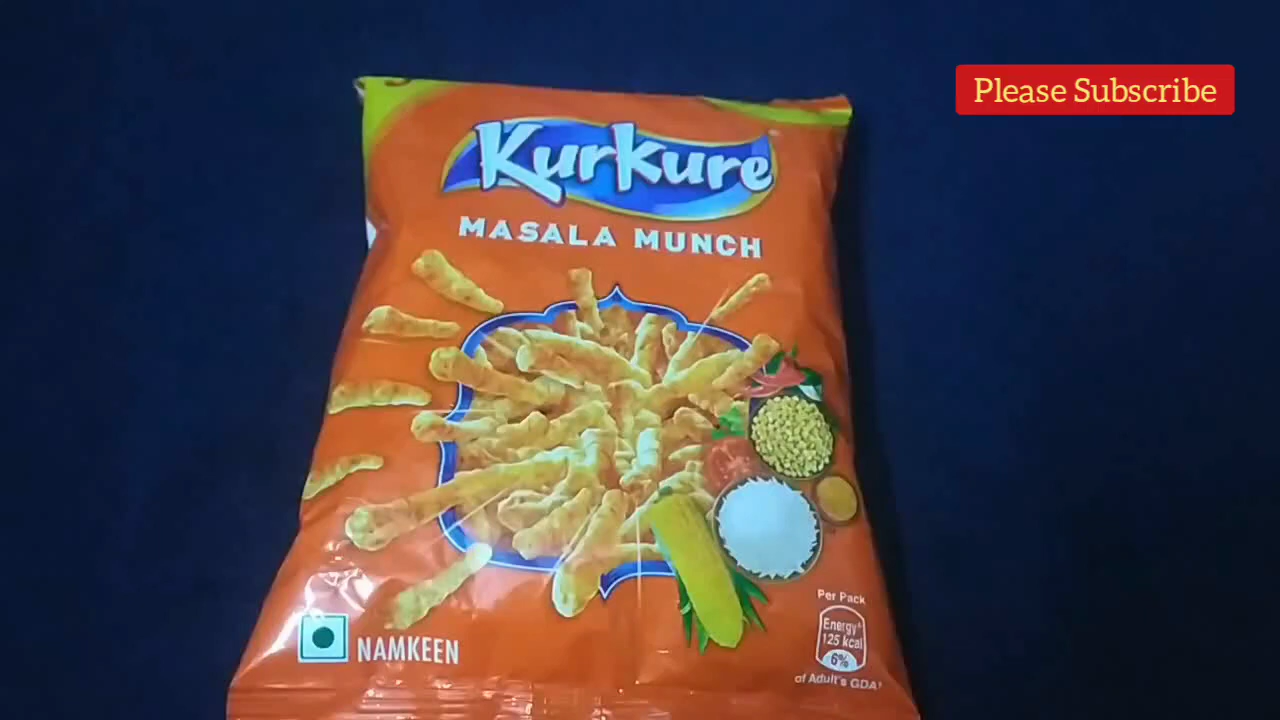 Please Subscribe
Kurkure
MASALA MUNCH
Per Pack
Energy^
125 kcal
6%
of Adult's GDA†
NAMKEEN